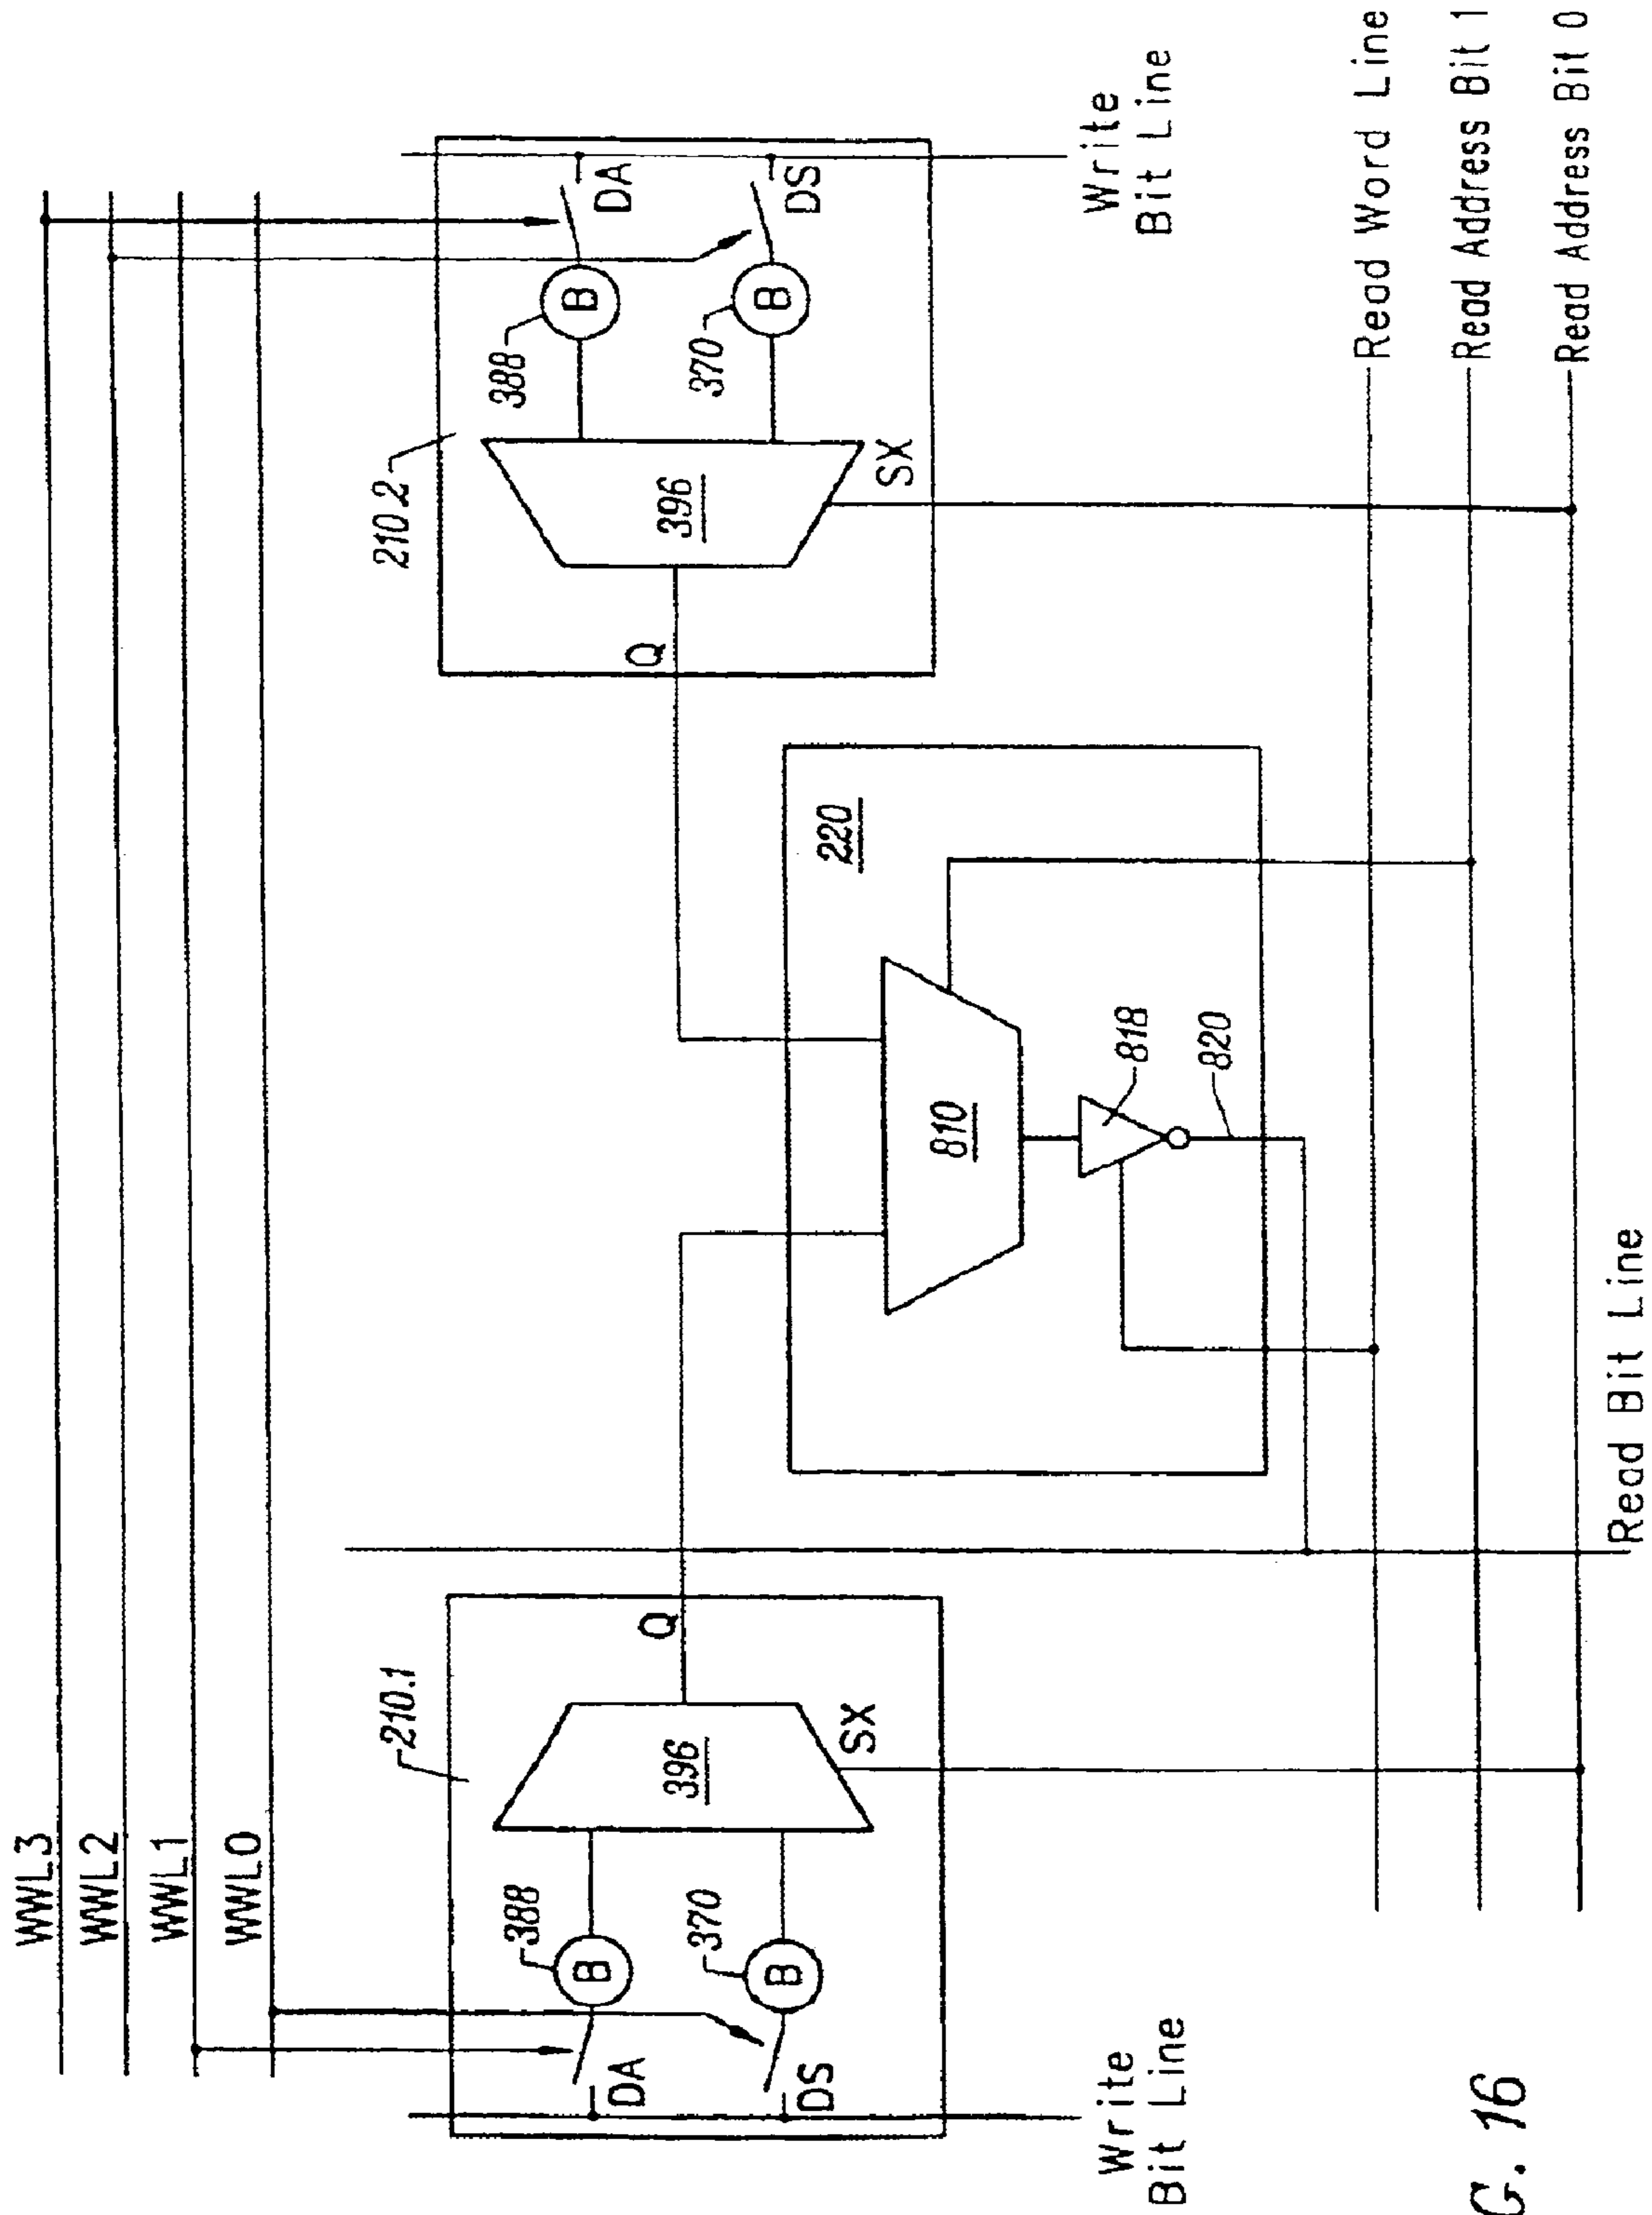 WWL3
WWL2
WWL1
WWL0
210.1
388
B
370
B
DA
DS
396
SX
Q
Write
Bit Line
210.2
388
B
370
B
DA
DS
396
SX
Q
Write
Bit Line
220
810
818
820
Read Bit Line
Read Word Line
Read Address Bit 1
Read Address Bit 0
G. 16